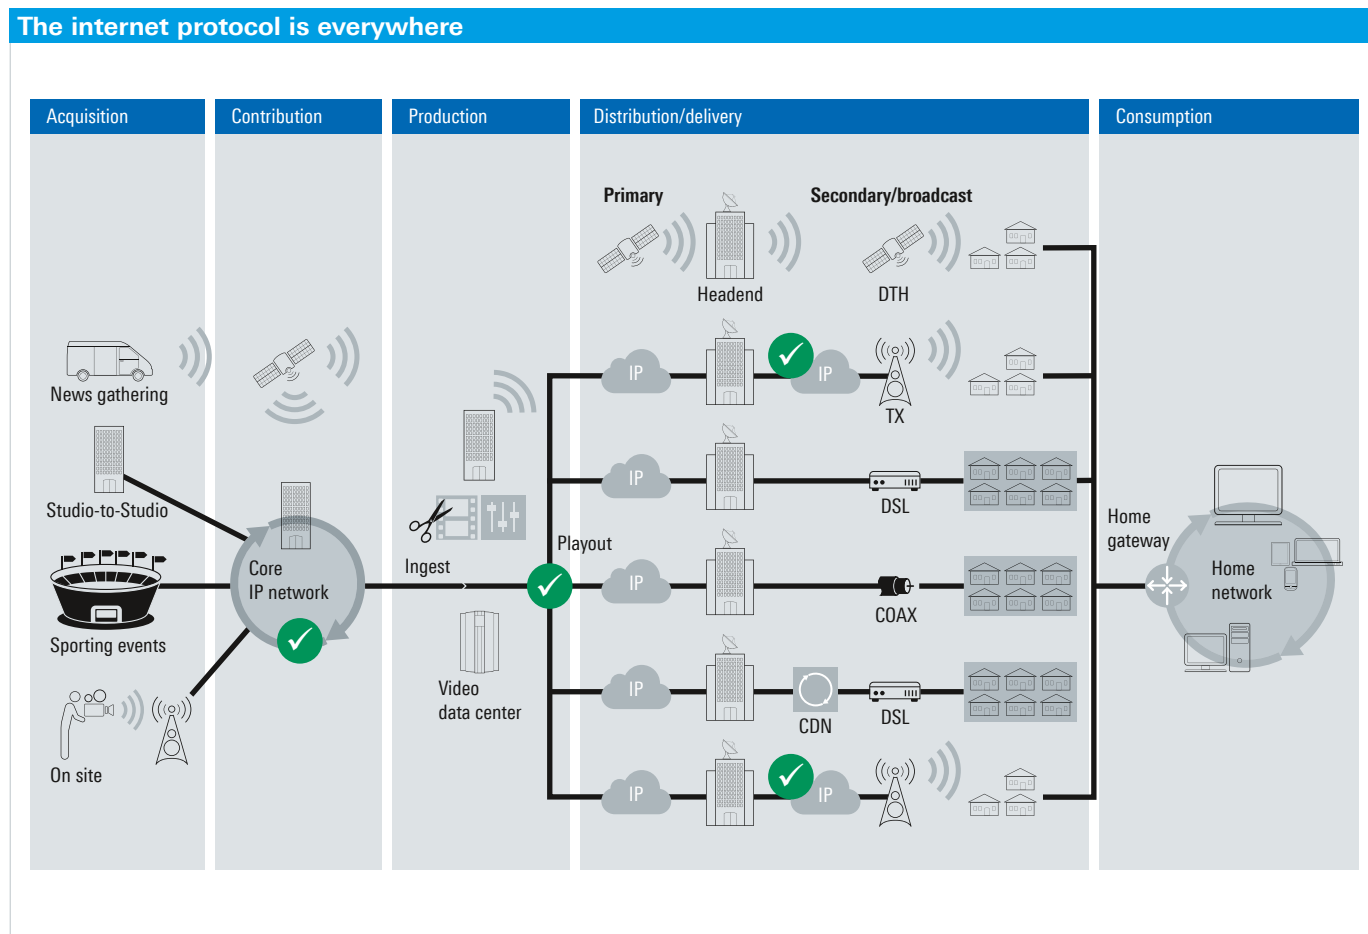 The internet protocol is everywhere
Acquisition
Contribution
Production
Distribution/delivery
Consumption
Primary
Secondary/broadcast
Headend
DTH
News gathering
IP
IP
TX
Studio-to-Studio
IP
DSL
Core
IP network
Ingest
Playout
IP
COAX
Home
gateway
Home
network
Sporting events
Video
data center
IP
CDN
DSL
On site
IP
IP